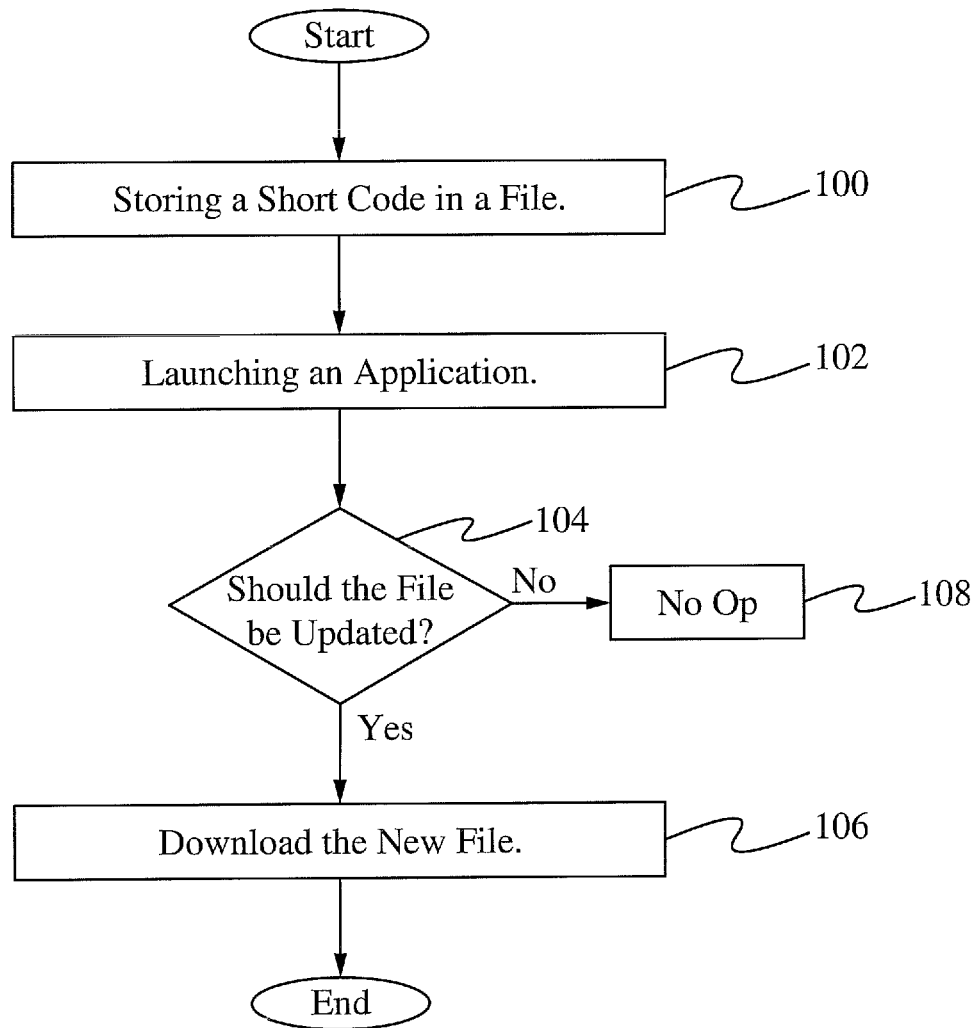 Start
Storing a Short Code in a File.
100
Launching an Application.
102
104
Should the File
be Updated?
No
No Op
108
Yes
Download the New File.
106
End